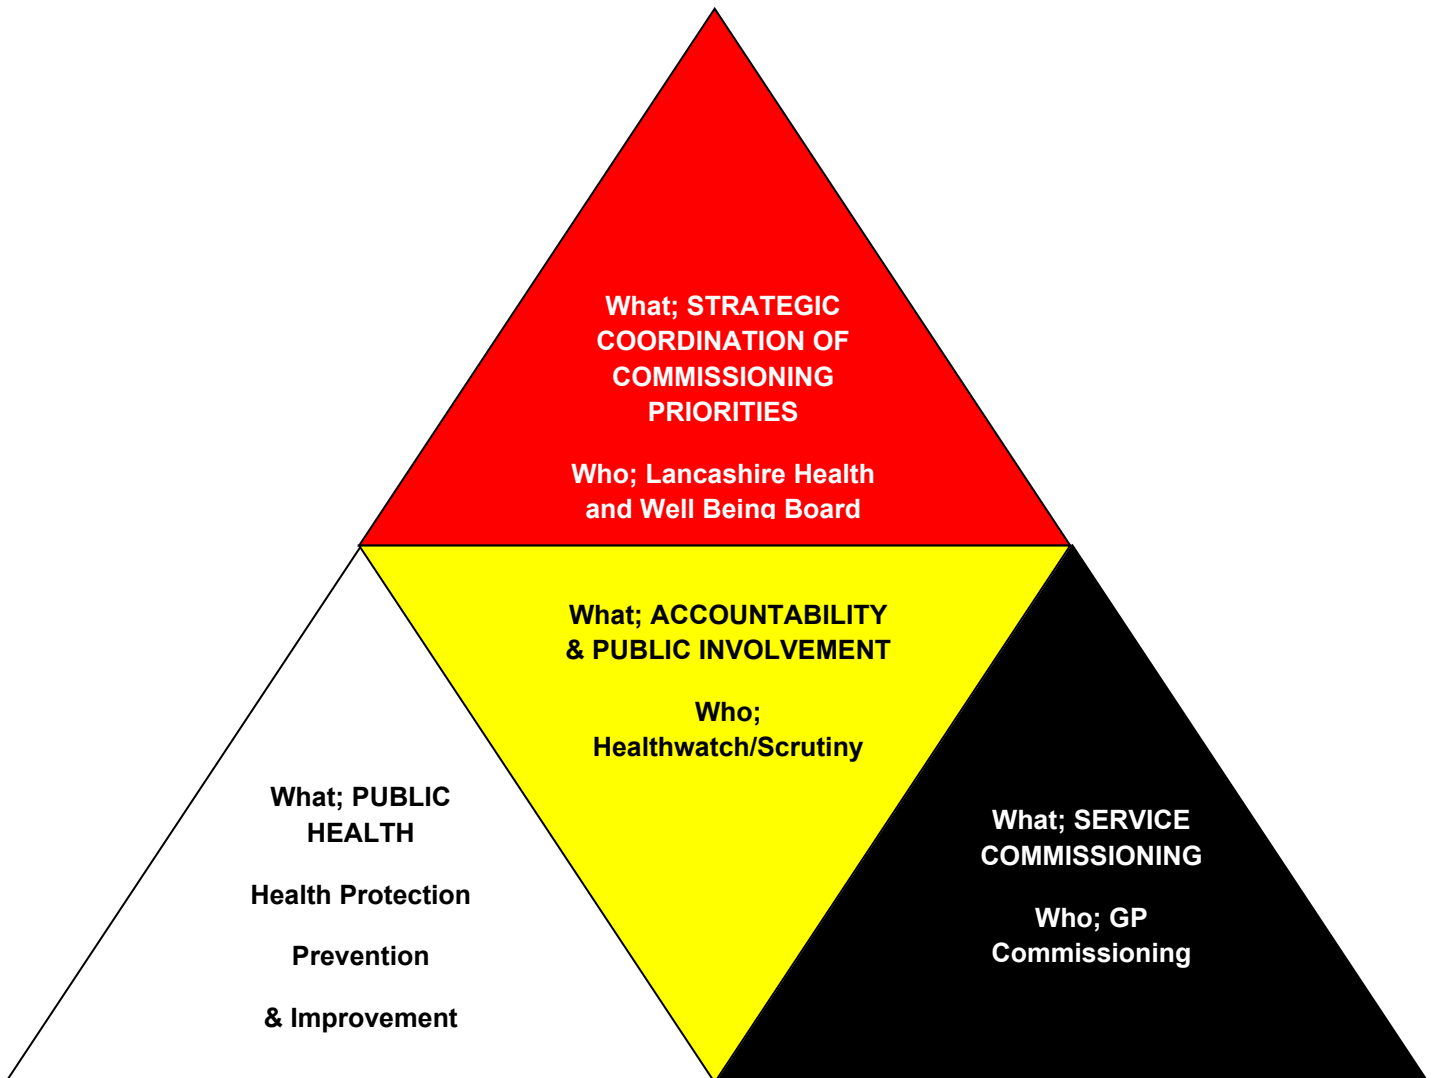 What; STRATEGIC
COORDINATION OF
COMMISSIONING
PRIORITIES
Who; Lancashire Health
and Well Being Board
What; ACCOUNTABILITY
& PUBLIC INVOLVEMENT
Who;
Healthwatch/Scrutiny
What; PUBLIC
HEALTH
Health Protection
Prevention
& Improvement
What; SERVICE
COMMISSIONING
Who; GP
Commissioning